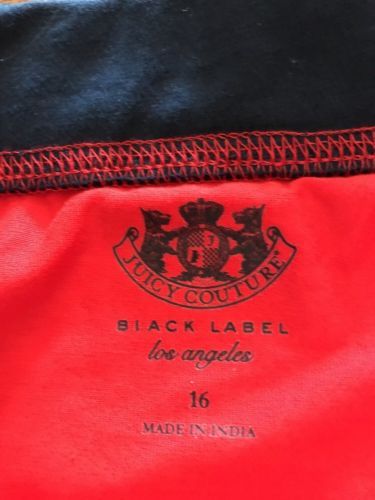 JUICY COUTURE
BLACK LABEL
los angeles
16
MADE IN INDIA